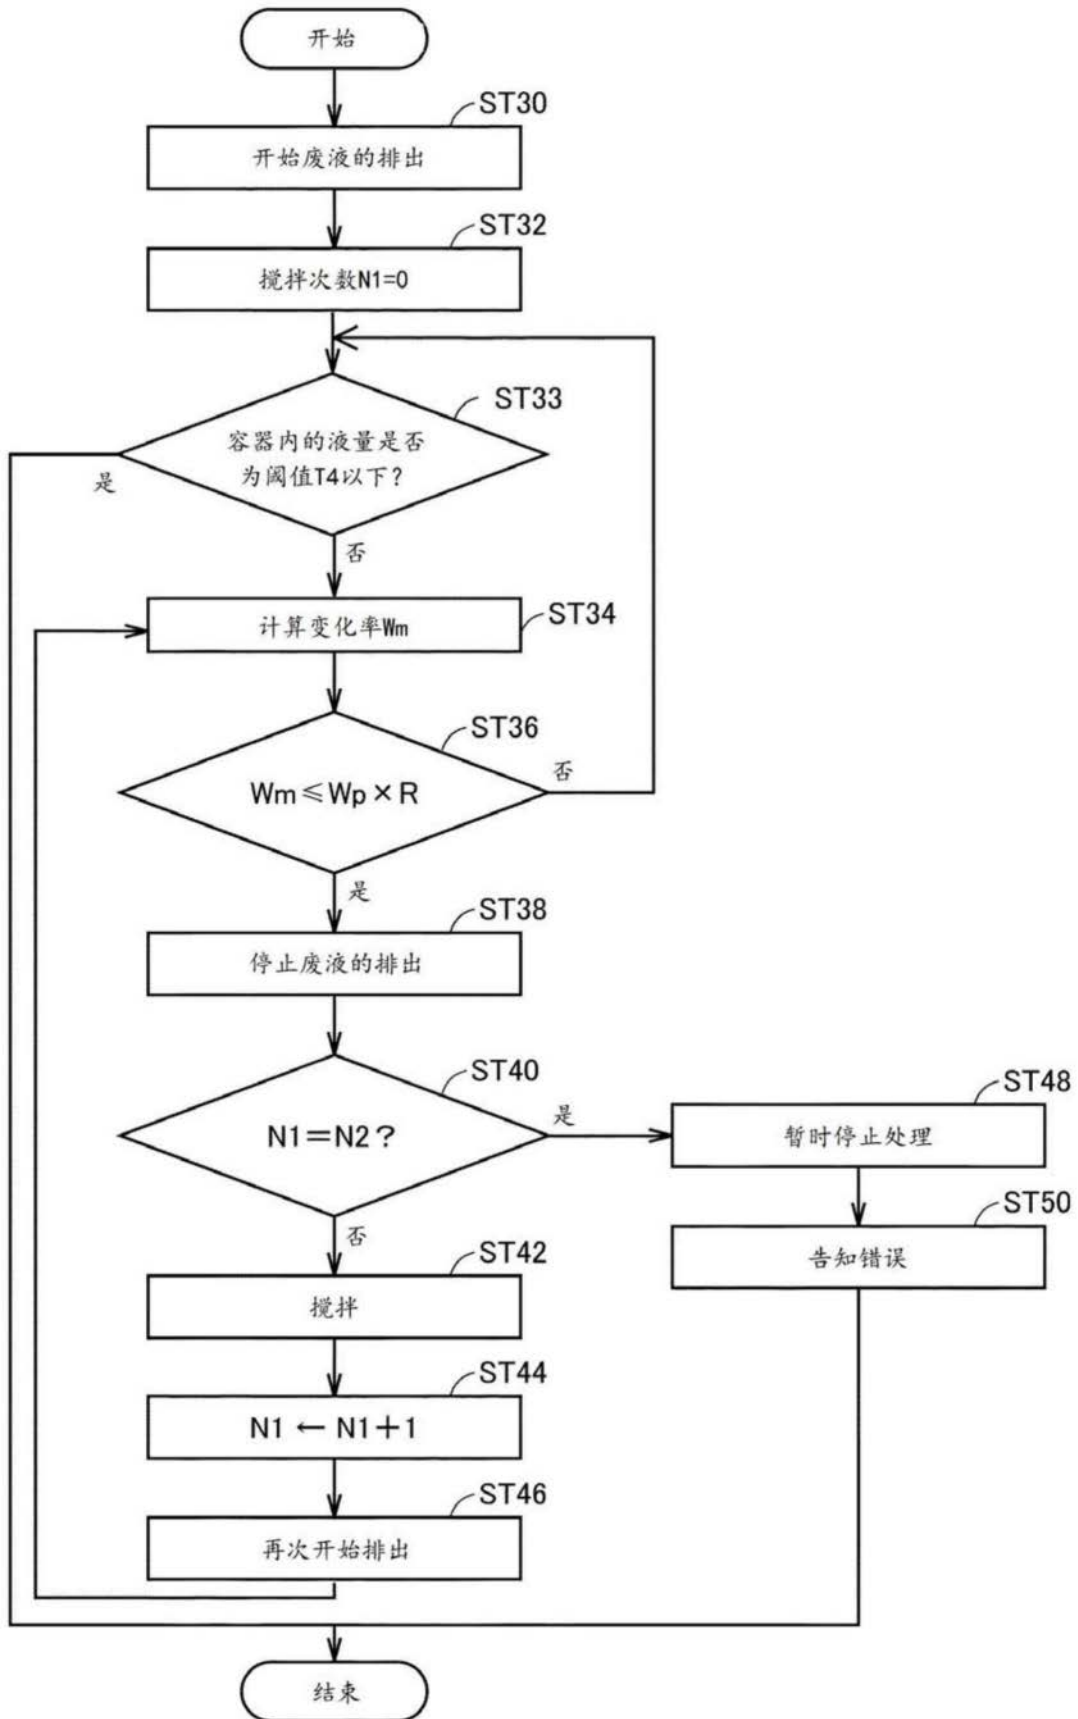 开始
ST30
开始废液的排出
ST32
搅拌次数N1=0
ST33
容器内的液量是否
为阈值T4以下？
是
否
ST34
计算变化率Wm
ST36
Wm≤Wp×R
否
是
ST38
停止废液的排出
ST40
N1=N2？
是
ST48
暂时停止处理
否
ST50
告知错误
ST42
搅拌
ST44
N1 ← N1+1
ST46
再次开始排出
结束